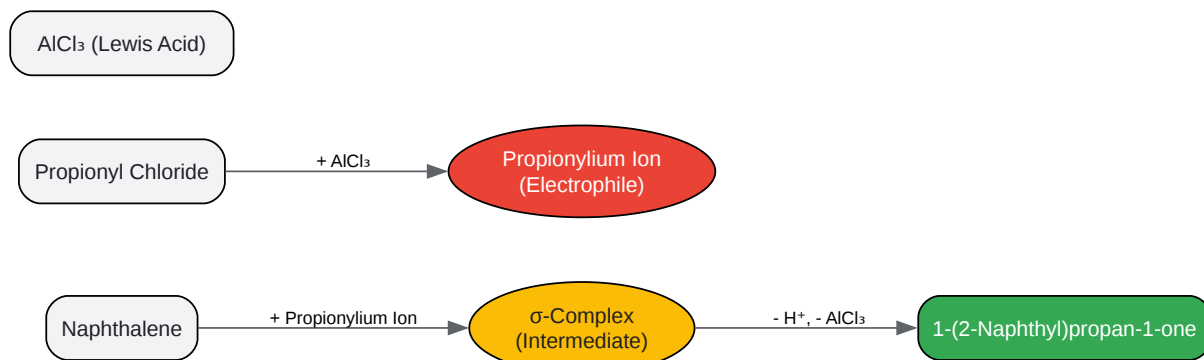 AlCl₃ (Lewis Acid)
Propionyl Chloride
+ AlCl₃
Propionylium Ion
(Electrophile)
Naphthalene
+ Propionylium Ion
σ-Complex
(Intermediate)
- H⁺, - AlCl₃
1-(2-Naphthyl)propan-1-one